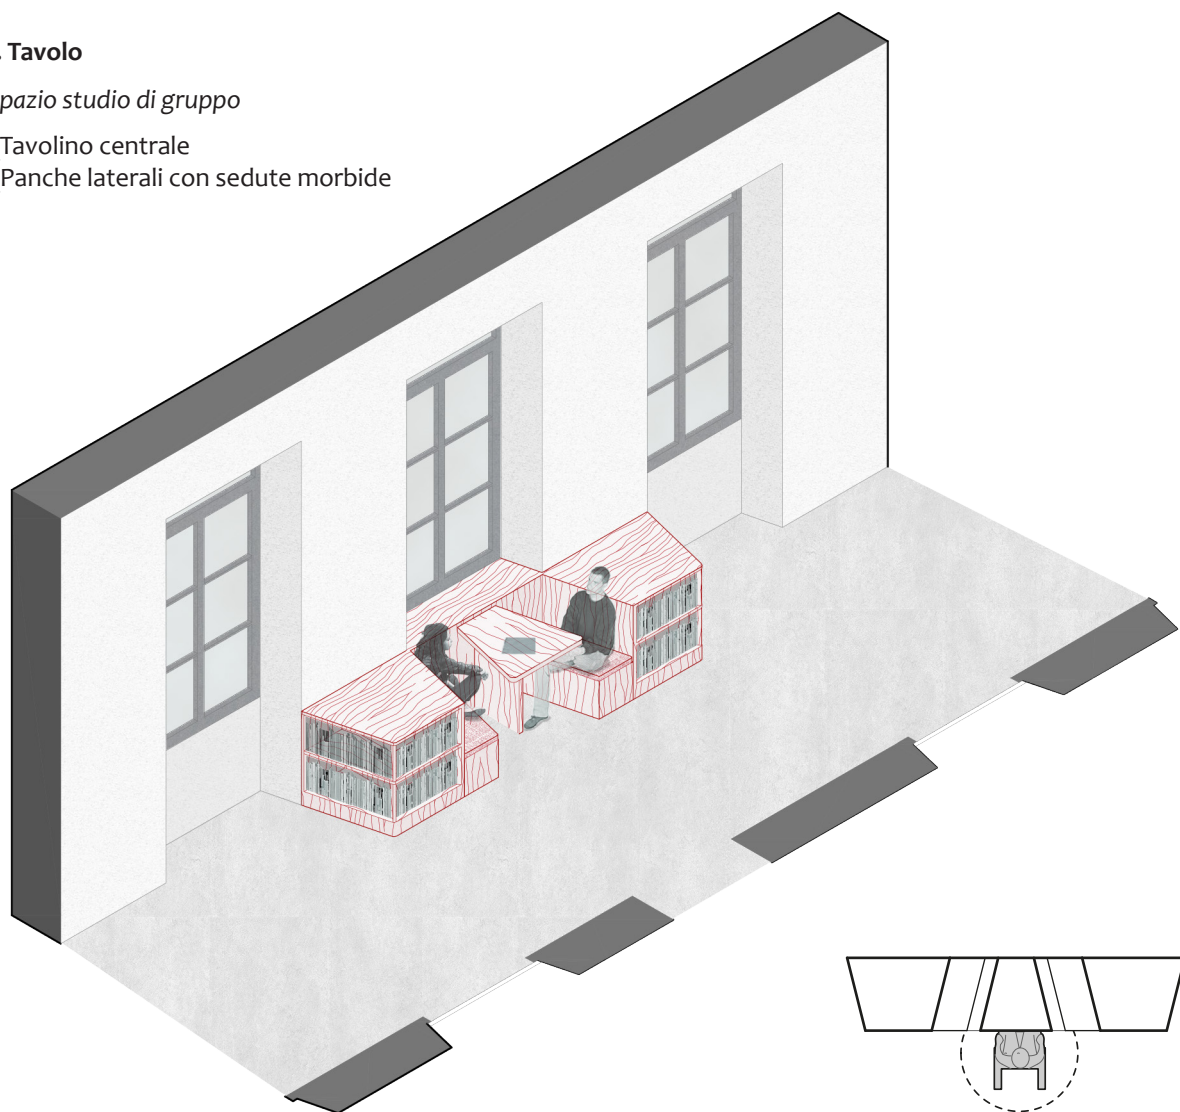 . Tavolo
pazio studio di gruppo
Tavolino centrale
Panche laterali con sedute morbide